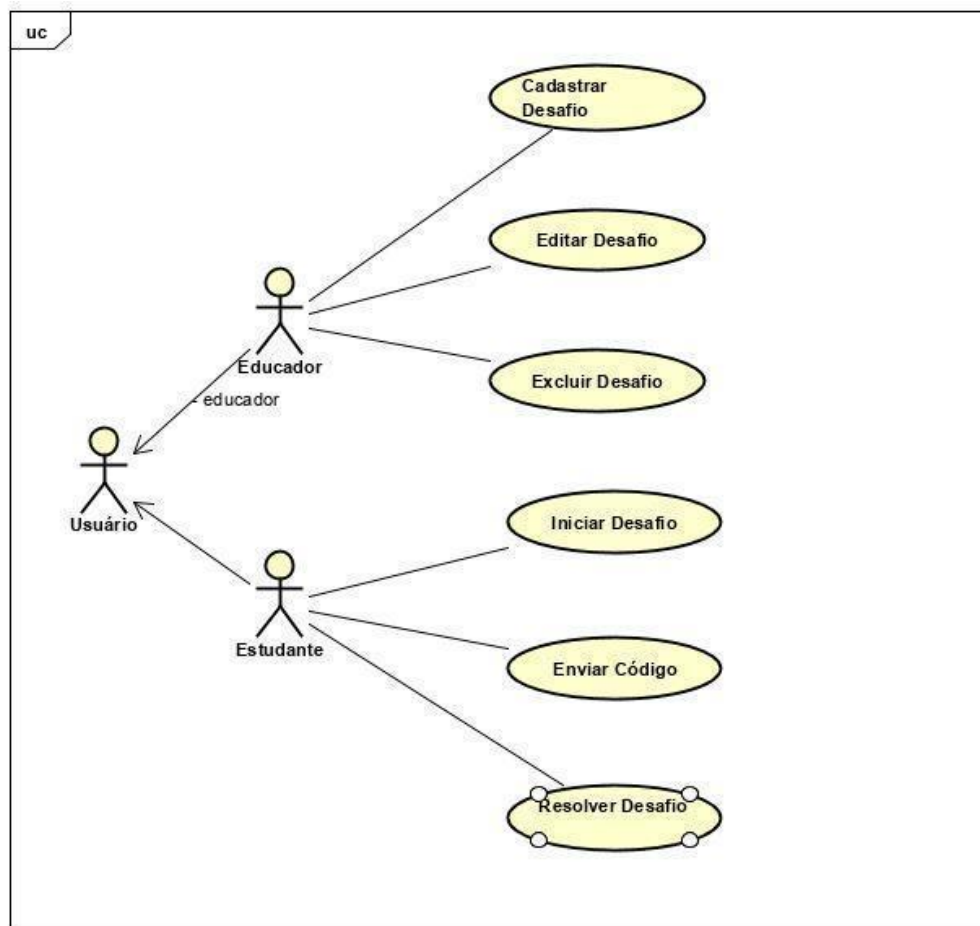 uc
Cadastrar
Desafio
Editar Desafio
Educador
Excluir Desafio
- educador
Usuário
Iniciar Desafio
Estudante
Enviar Código
Resolver Desafio